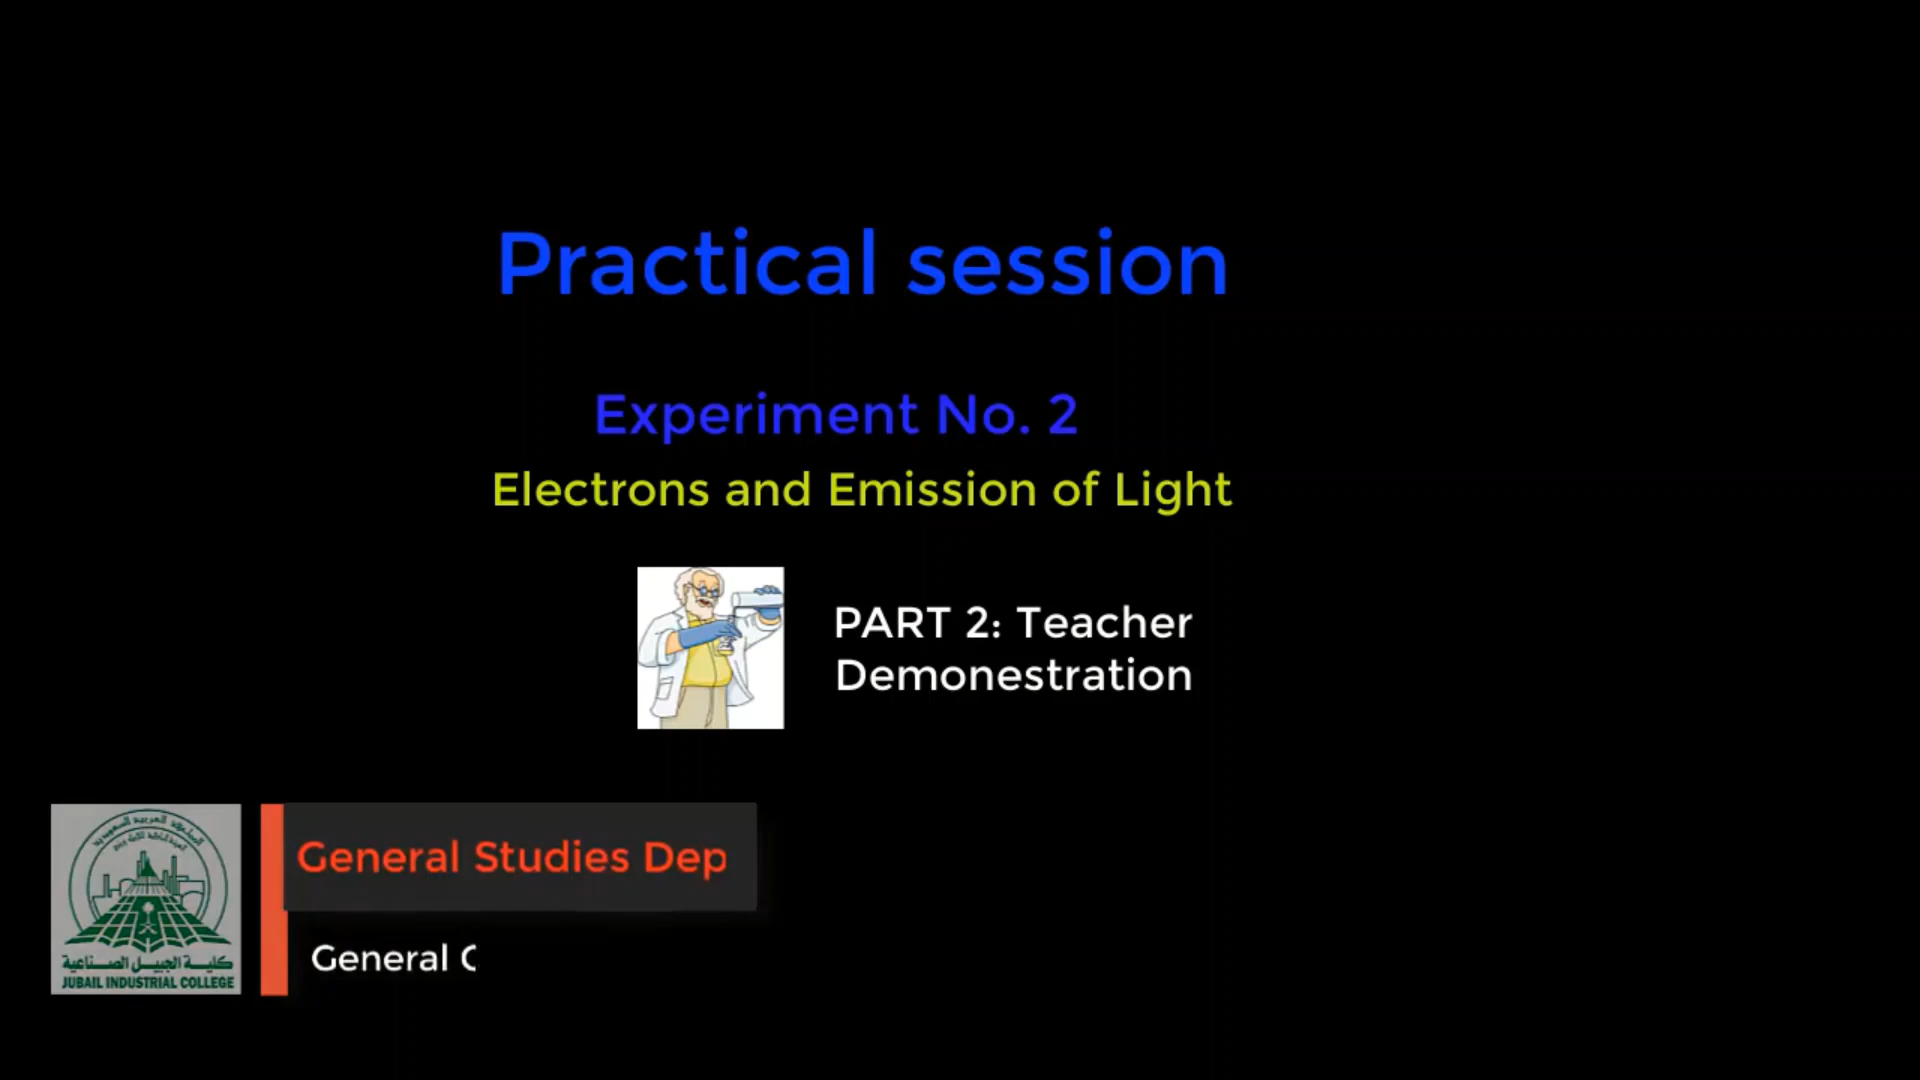 Practical session
Experiment No. 2
Electrons and Emission of Light
PART 2: Teacher
Demonestration
General Studies Dep
General
كلية الجبيل الصناعية
JUBAIL INDUSTRIAL COLLEGE